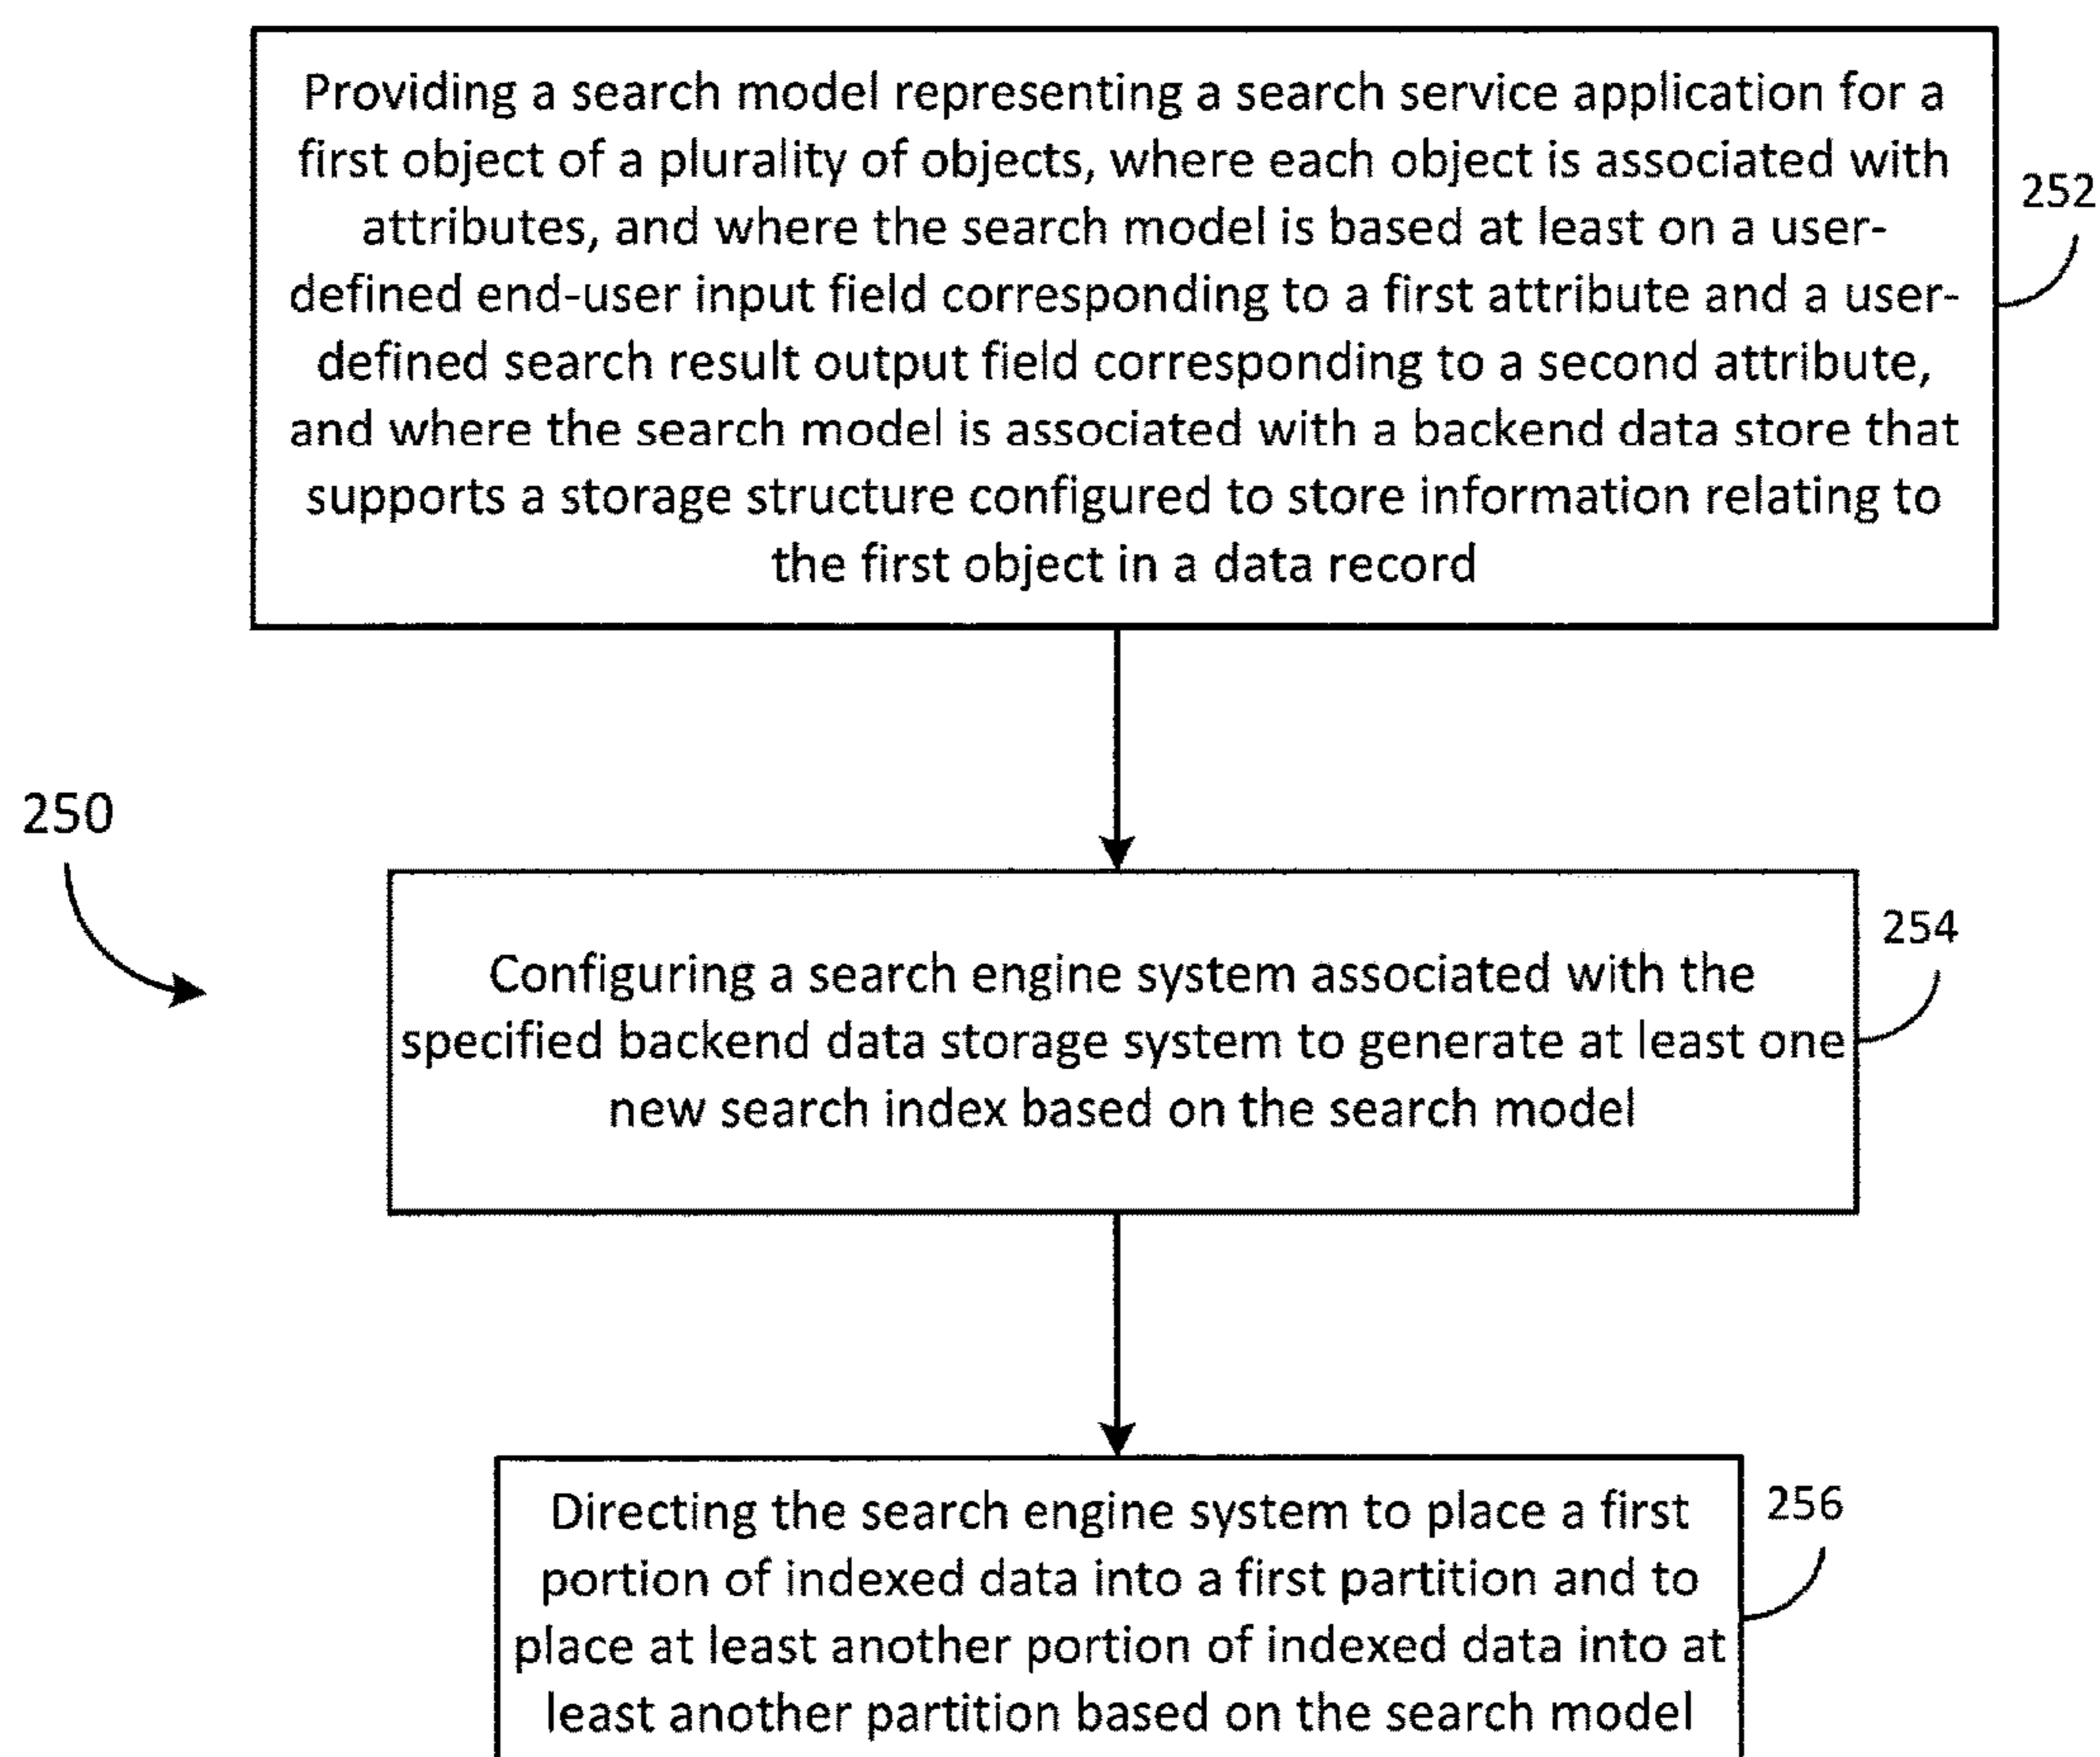 Providing a search model representing a search service application for a
first object of a plurality of objects, where each object is associated with
attributes, and where the search model is based at least on a user-
defined end-user input field corresponding to a first attribute and a user-
defined search result output field corresponding to a second attribute,
and where the search model is associated with a backend data store that
supports a storage structure configured to store information relating to
the first object in a data record
252
250
Configuring a search engine system associated with the
specified backend data storage system to generate at least one
new search index based on the search model
254
Directing the search engine system to place a first
portion of indexed data into a first partition and to
place at least another portion of indexed data into at
least another partition based on the search model
256